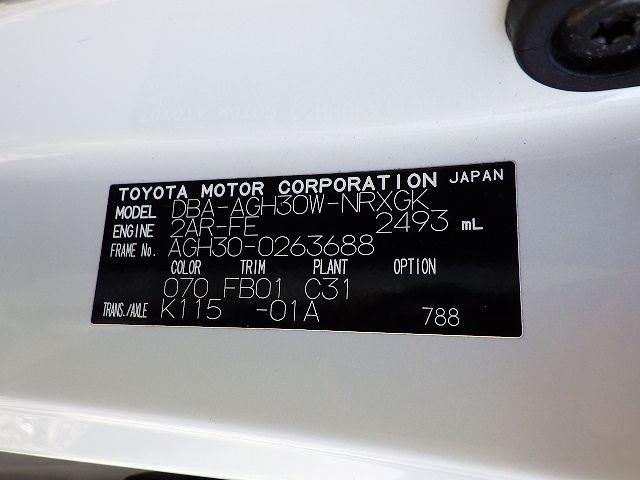 TOYOTA MOTOR CORPORATION JAPAN
MODEL DBA-AGH30W-NRXGK
ENGINE 2AR-FE 2493 mL
FRAME No. AGH30-0263688
COLOR TRIM PLANT OPTION
070 FB01 C31
TRANS./AXLE K115 -01A 788